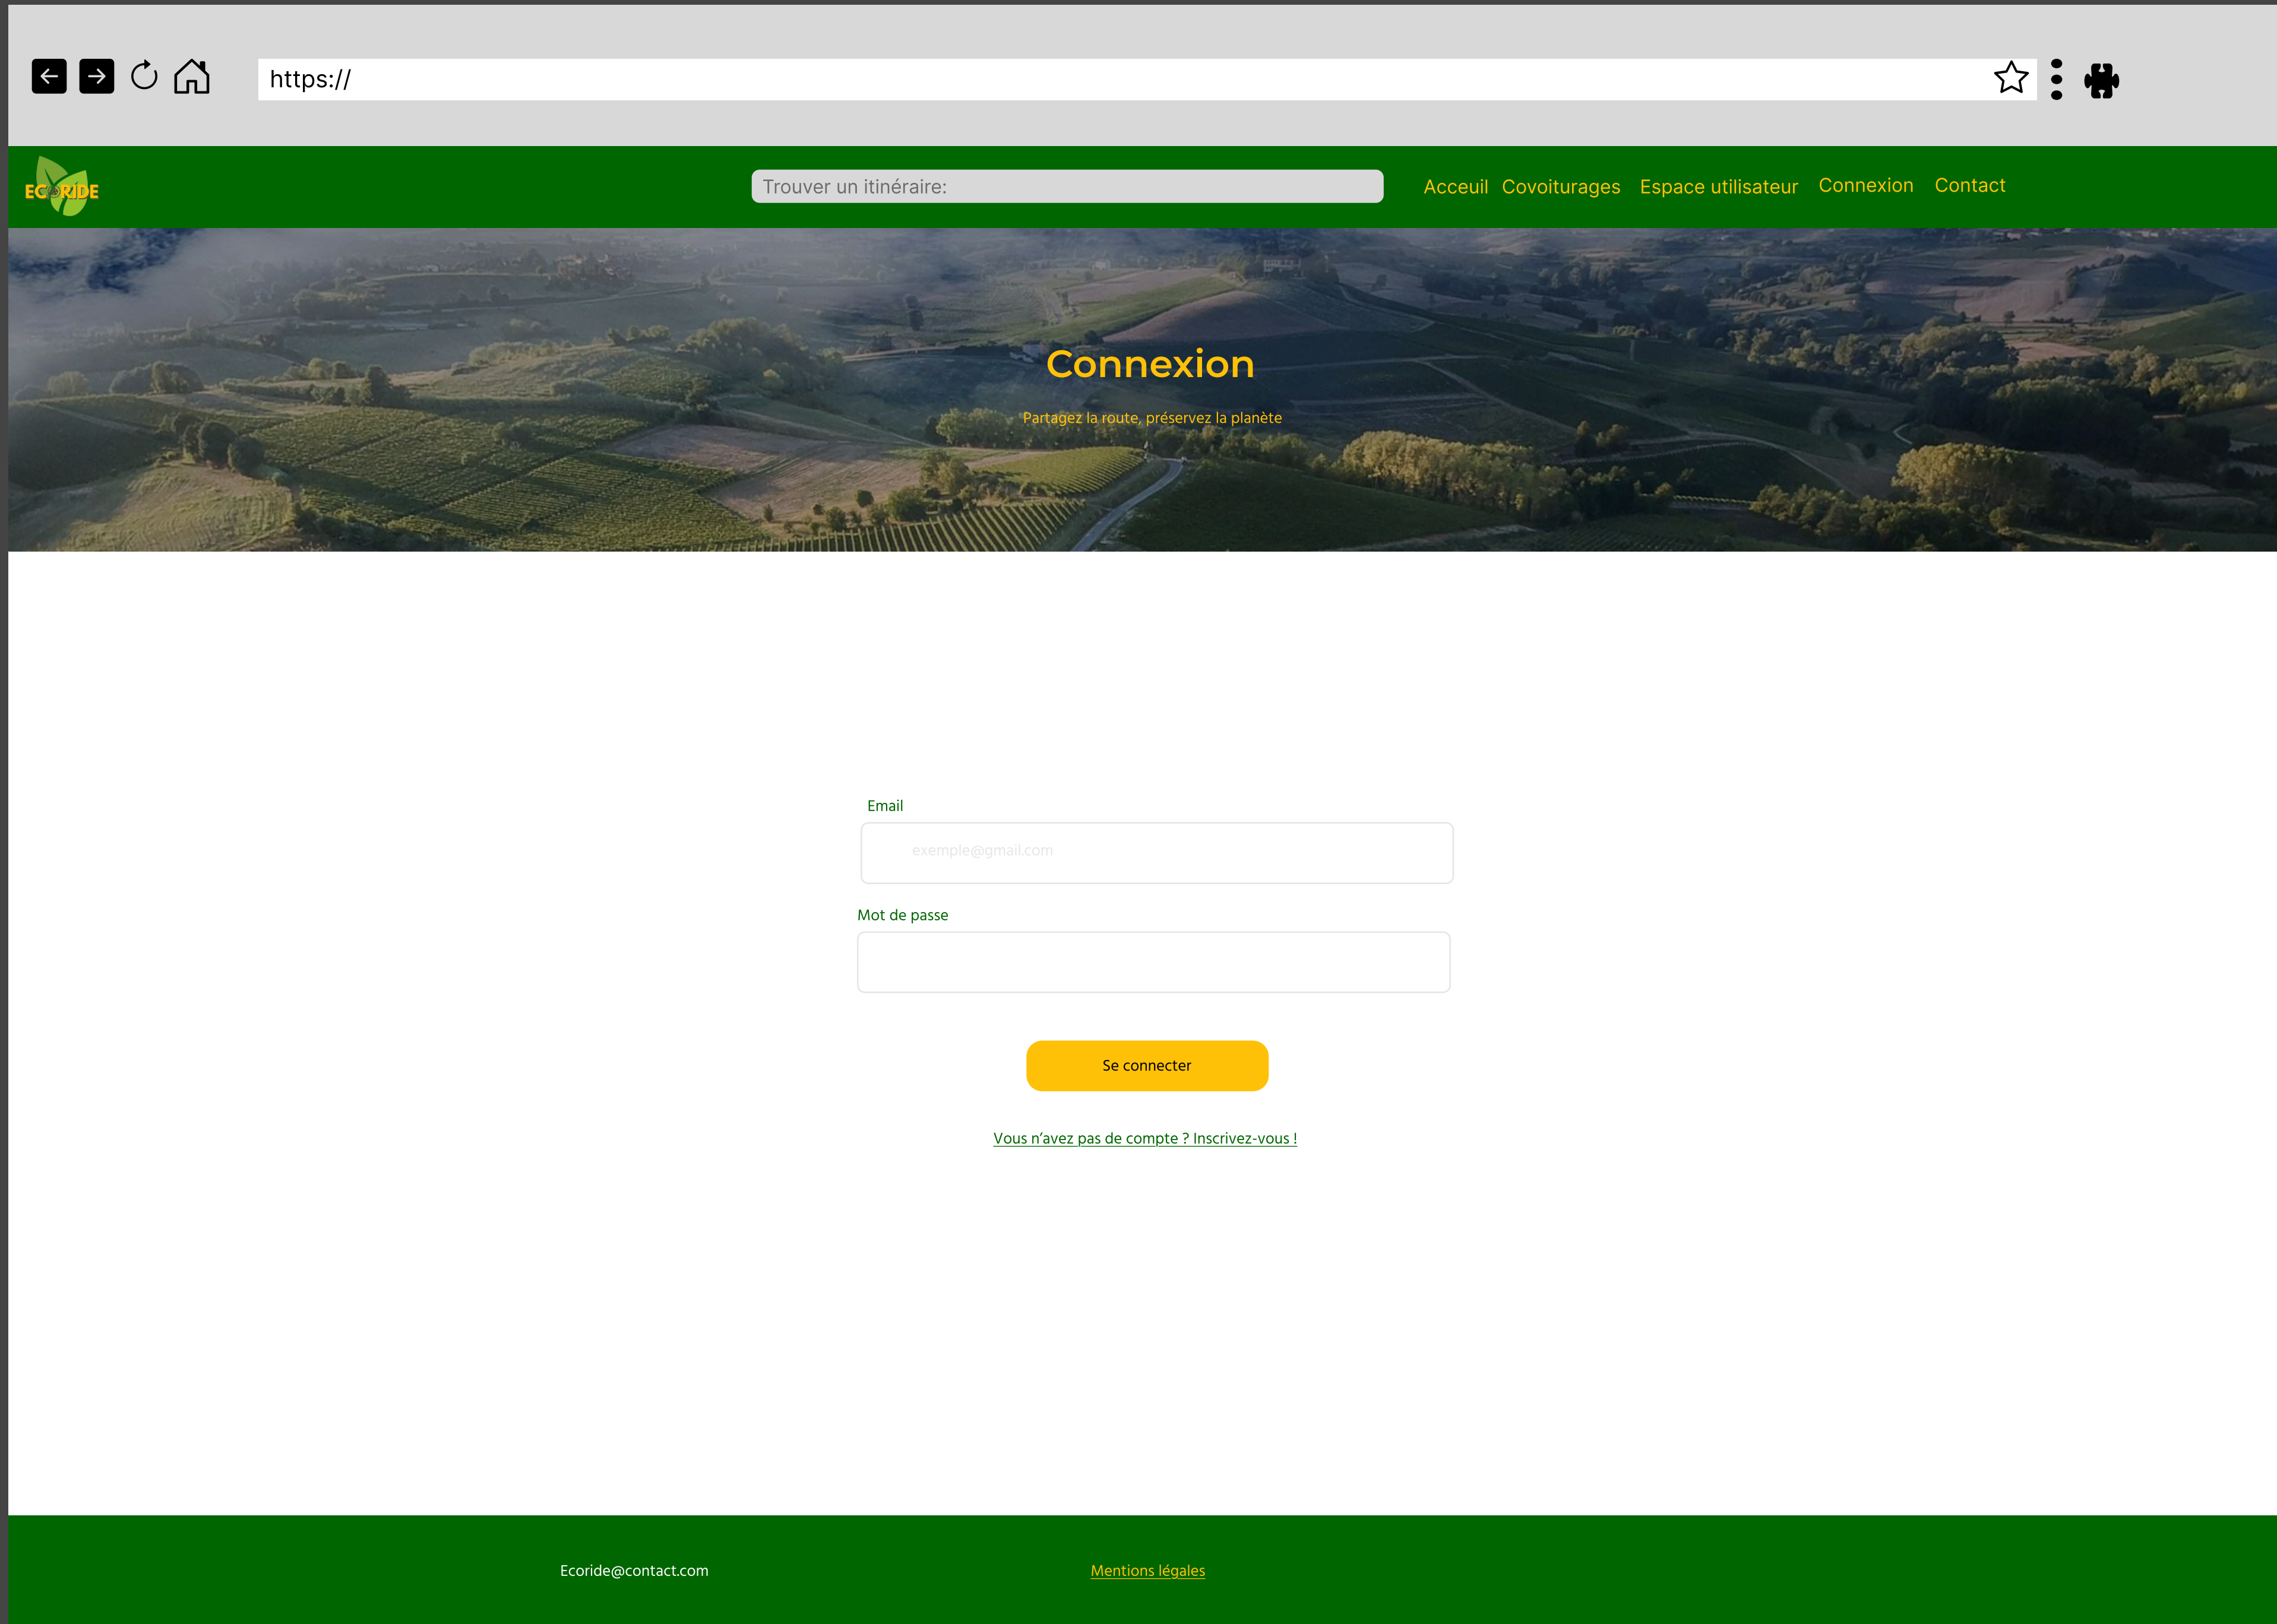 https://
ECORIDE
Trouver un itinéraire:
Acceuil Covoiturages Espace utilisateur Connexion Contact
Connexion
Partagez la route, préservez la planète
Email
exemple@gmail.com
Mot de passe
Se connecter
Vous n’avez pas de compte ? Inscrivez-vous !
Ecoride@contact.com
Mentions légales